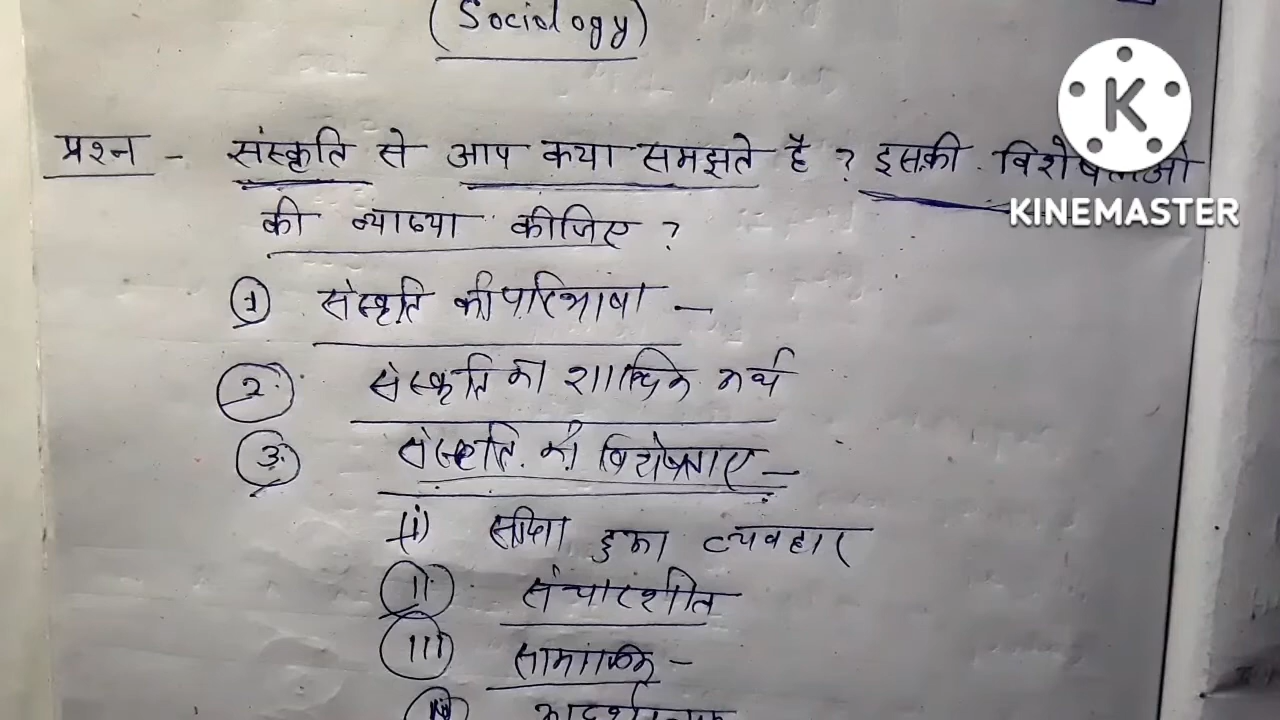 (Sociology)
प्रश्न - संस्कृति से आप क्या समझते है ? इसकी विशेषताओ
की व्याख्या कीजिए ?
① संस्कृति की परिभाषा —
② संस्कृति का शाब्दिक अर्थ
③ संस्कृति की विशेषताए —
(i) सीखा हुआ व्यवहार
(ii) संचारशील
(iii) सामाजिक -
K
KINEMASTER